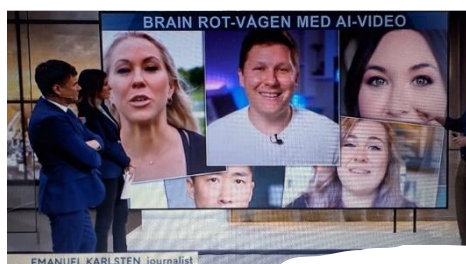 BRAIN ROT-VÅGEN MED AI-VIDEO
EMANUEL KARLSTEN journalist